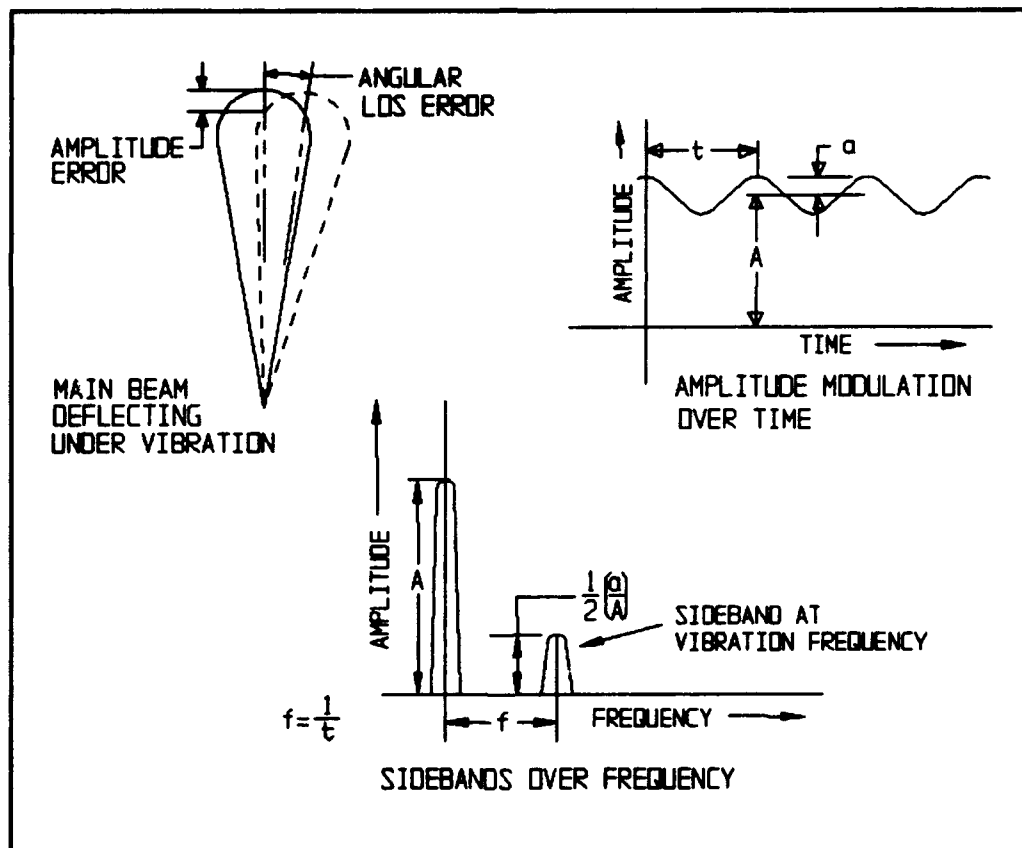 ANGULAR
LOS ERROR
AMPLITUDE
ERROR
MAIN BEAM
DEFLECTING
UNDER VIBRATION
t
a
AMPLITUDE
A
TIME
AMPLITUDE MODULATION
OVER TIME
AMPLITUDE
A
1/2 (a/A)
SIDEBAND AT
VIBRATION FREQUENCY
f=1/t
f
FREQUENCY
SIDEBANDS OVER FREQUENCY